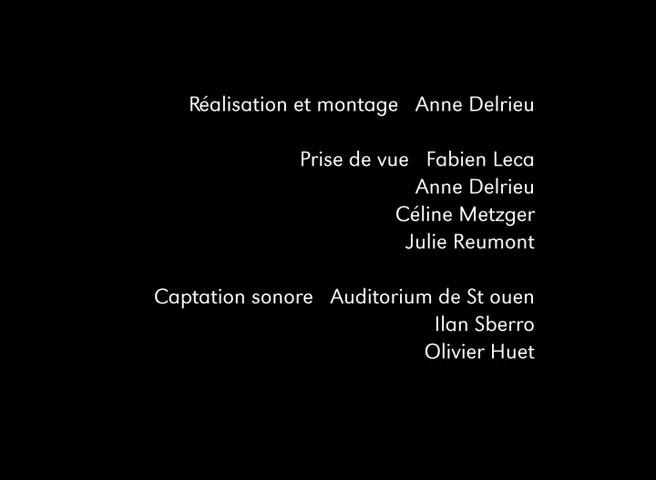 Réalisation et montage Anne Delrieu
Prise de vue Fabien Leca
Anne Delrieu
Céline Metzger
Julie Reumont
Captation sonore Auditorium de St ouen
Ilan Sberro
Olivier Huet